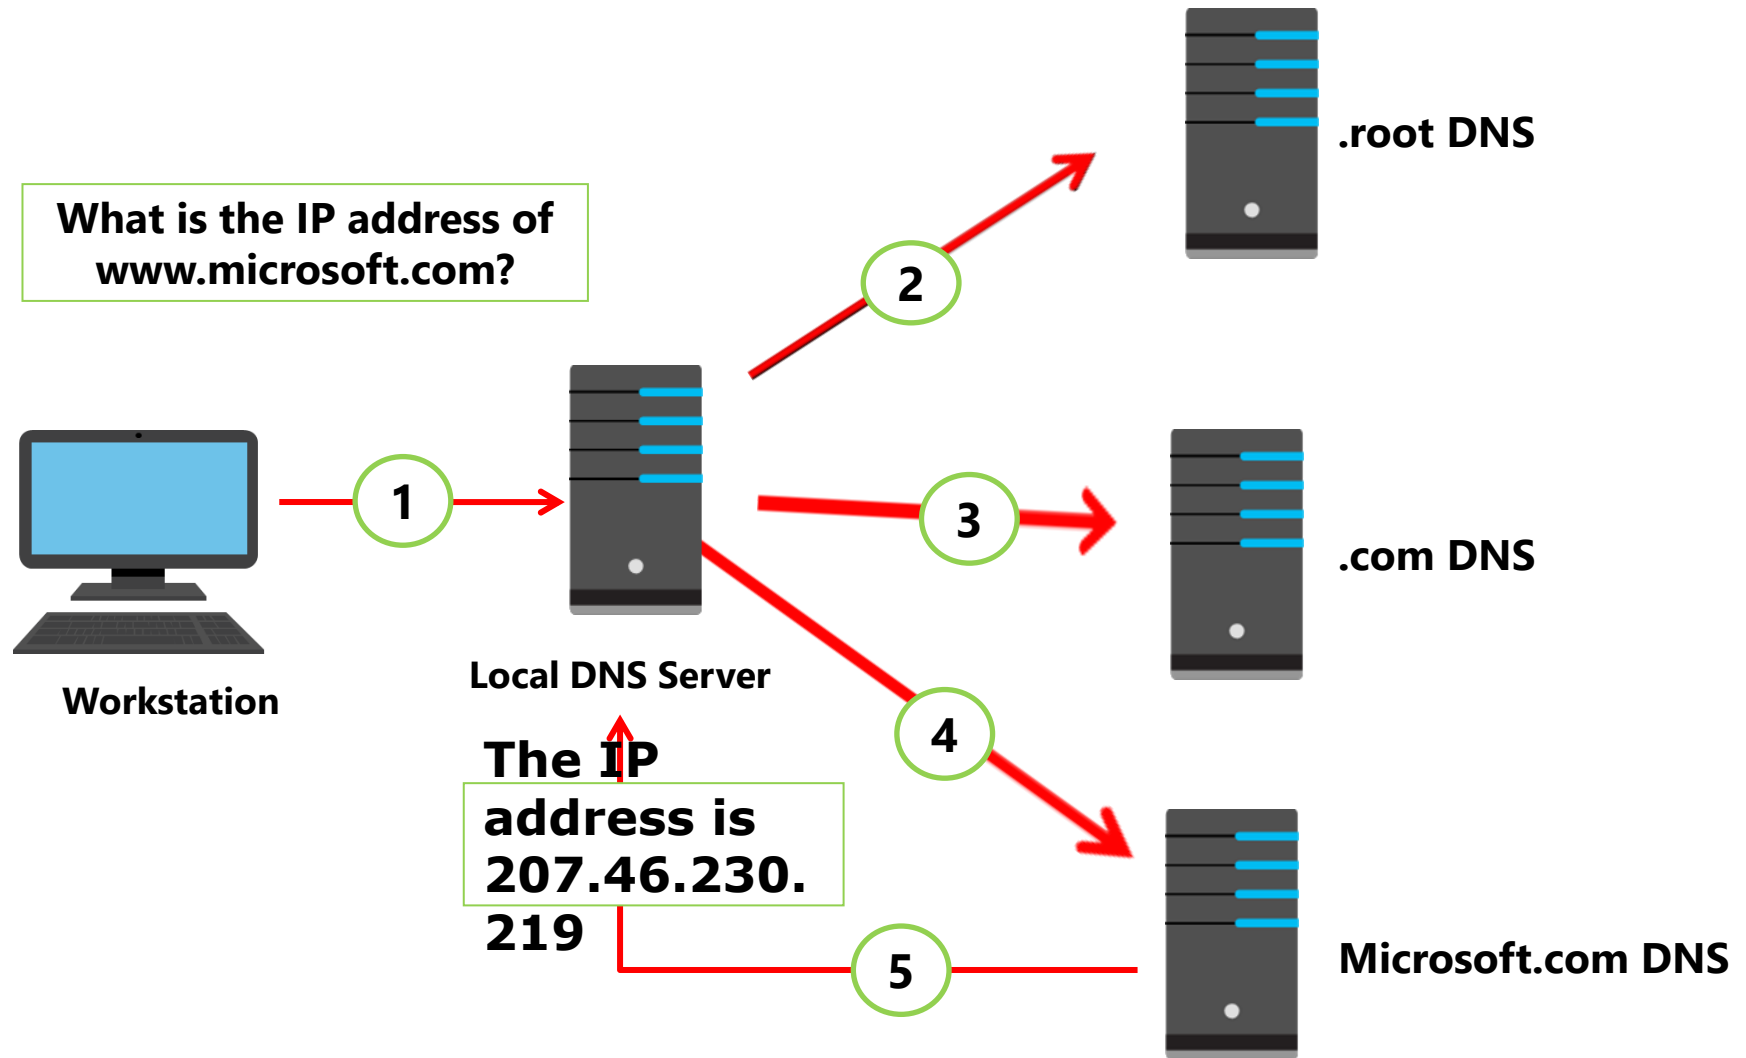 .root DNS
What is the IP address of
www.microsoft.com?
2
1
3
.com DNS
Local DNS Server
Workstation
4
The IP
address is
207.46.230.
219
5
Microsoft.com DNS